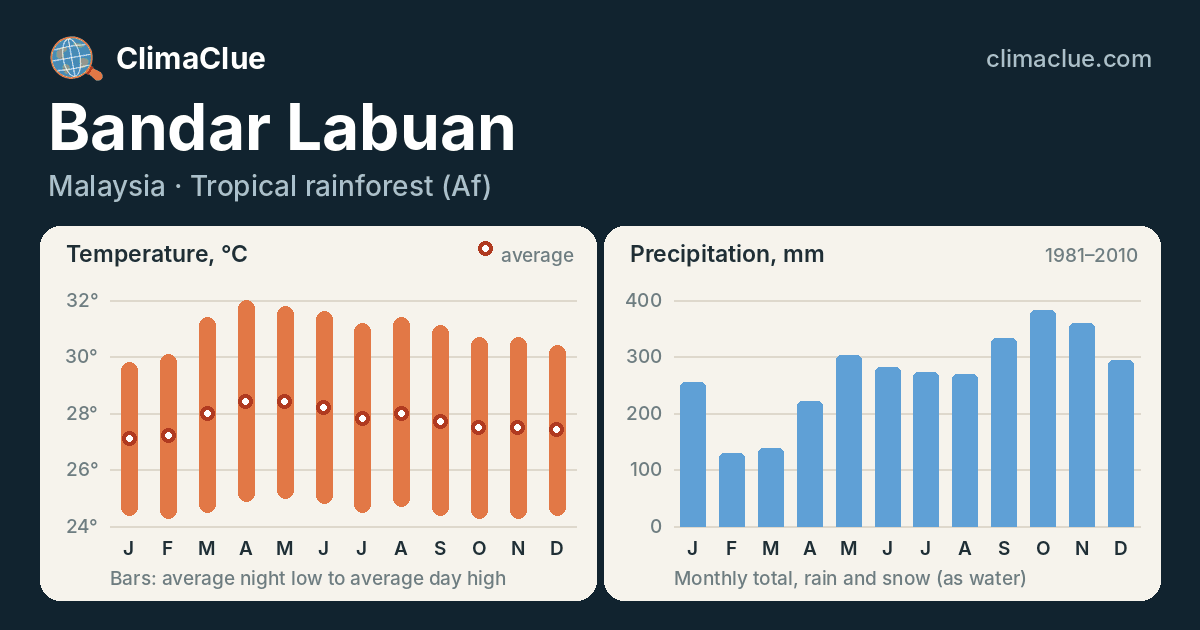 ClimaClue
climaclue.com
Bandar Labuan
Malaysia · Tropical rainforest (Af)
Temperature, °C
average
32°
30°
28°
26°
24°
J F M A M J J A S O N D
Bars: average night low to average day high
Precipitation, mm
1981–2010
400
300
200
100
0
J F M A M J J A S O N D
Monthly total, rain and snow (as water)